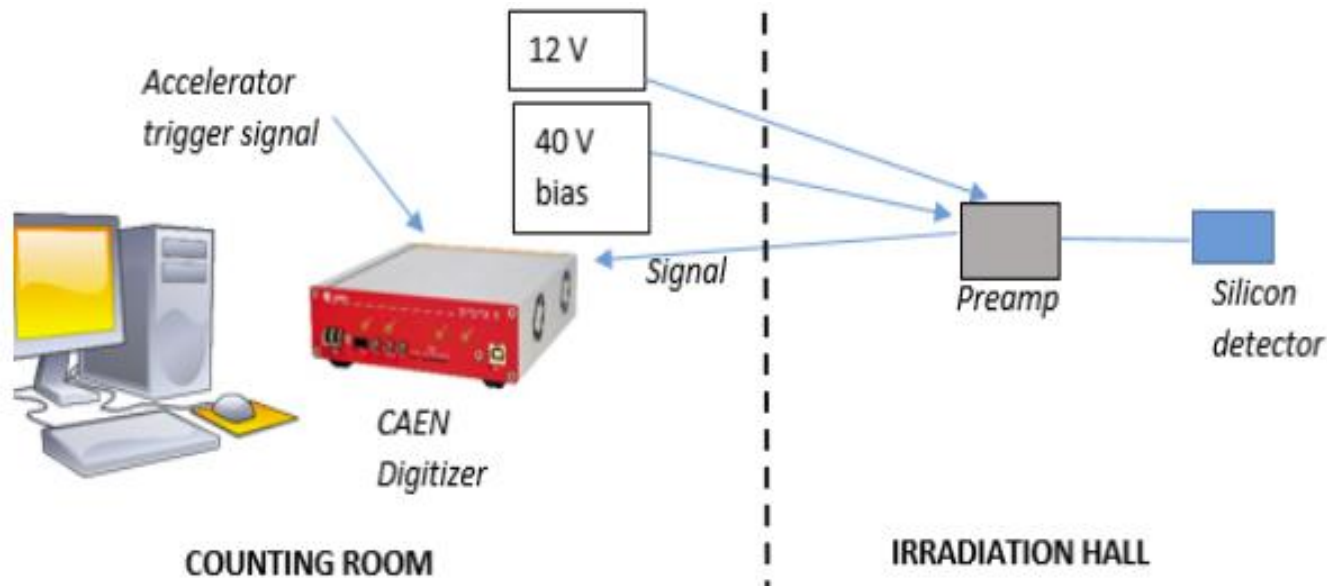 12 V
Accelerator
trigger signal
40 V
bias
Signal
Preamp
Silicon
detector
CAEN
Digitizer
COUNTING ROOM
IRRADIATION HALL